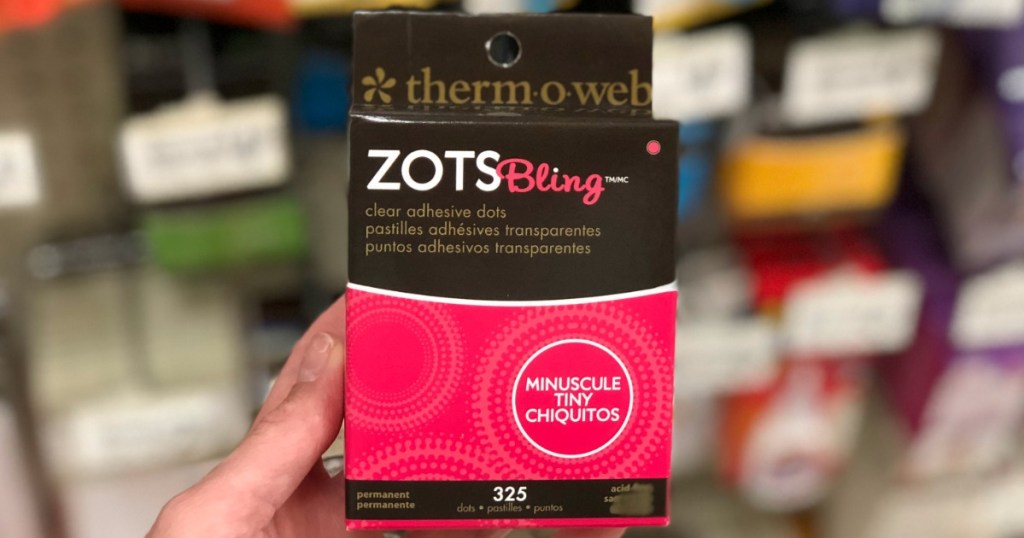 therm·o·web
ZOTS Bling TM/MC
clear adhesive dots
pastilles adhésives transparentes
puntos adhesivos transparentes
MINUSCULE
TINY
CHIQUITOS
permanent
permanente
325
dots • pastilles • puntos
acid